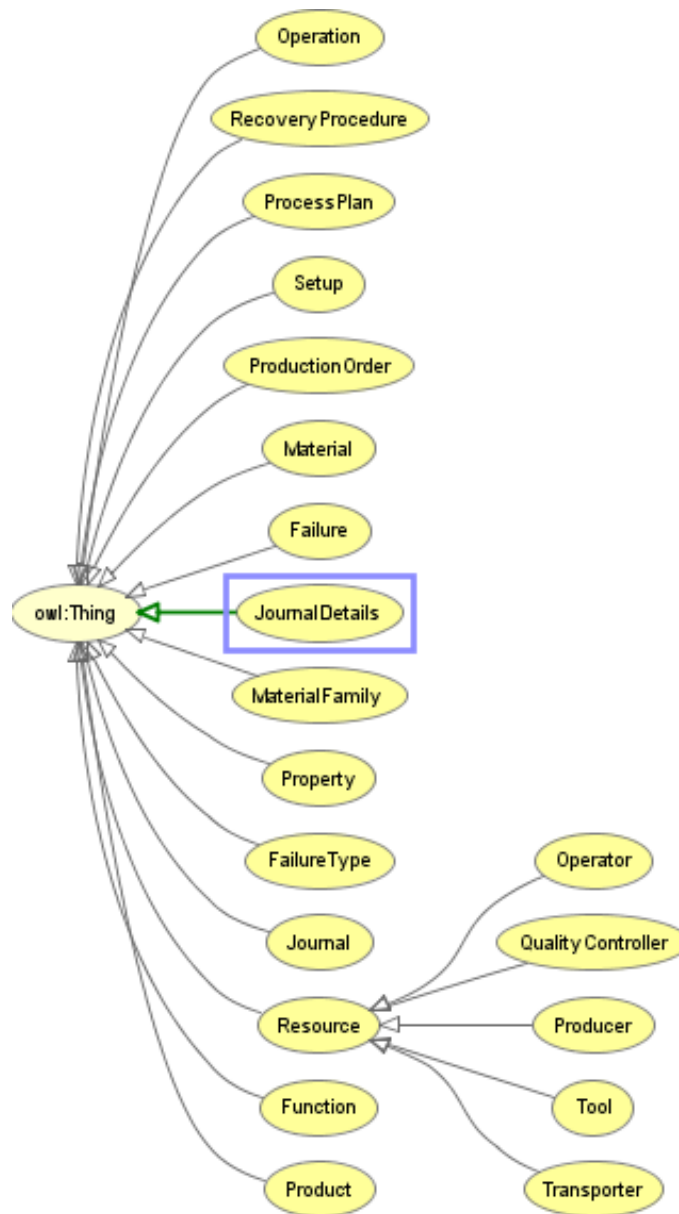 Operation
Recovery Procedure
Process Plan
Setup
Production Order
Material
Failure
owl:Thing
Journal Details
Material Family
Property
Failure Type
Operator
Journal
Quality Controller
Resource
Producer
Function
Tool
Product
Transporter